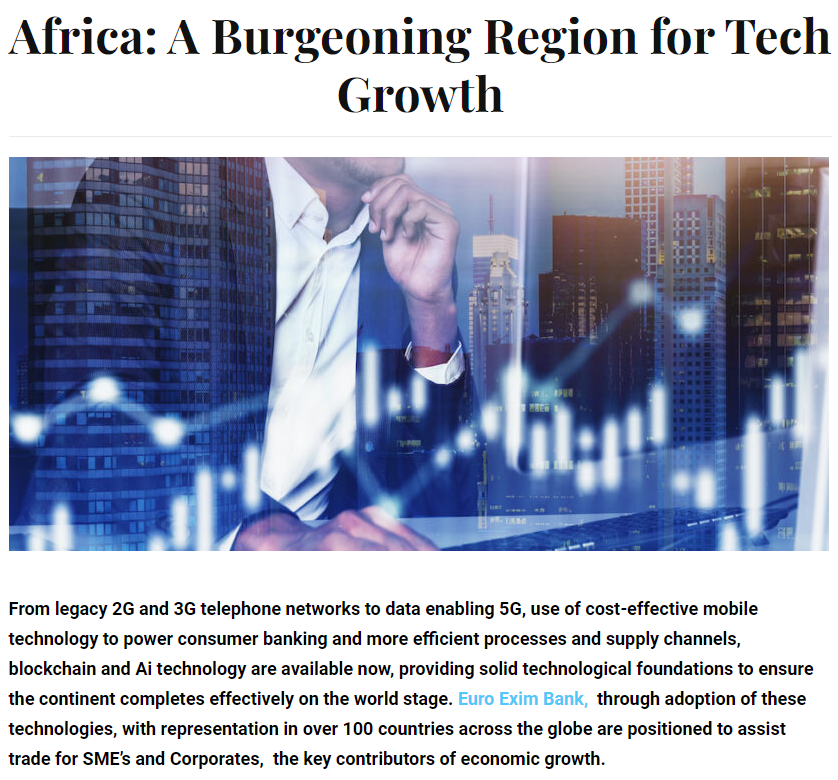 Africa: A Burgeoning Region for Tech
Growth
From legacy 2G and 3G telephone networks to data enabling 5G, use of cost-effective mobile
technology to power consumer banking and more efficient processes and supply channels,
blockchain and Ai technology are available now, providing solid technological foundations to ensure
the continent completes effectively on the world stage. Euro Exim Bank,  through adoption of these
technologies, with representation in over 100 countries across the globe are positioned to assist
trade for SME's and Corporates,  the key contributors of economic growth.